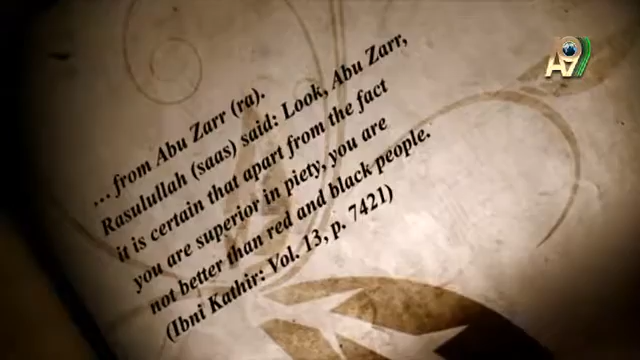 ... from Abu Zarr (ra).
Rasulullah (saas) said: Look, Abu Zarr,
it is certain that apart from the fact
you are superior in piety, you are
not better than red and black people.
(Ibni Kathir: Vol. 13, p. 7421)
A9